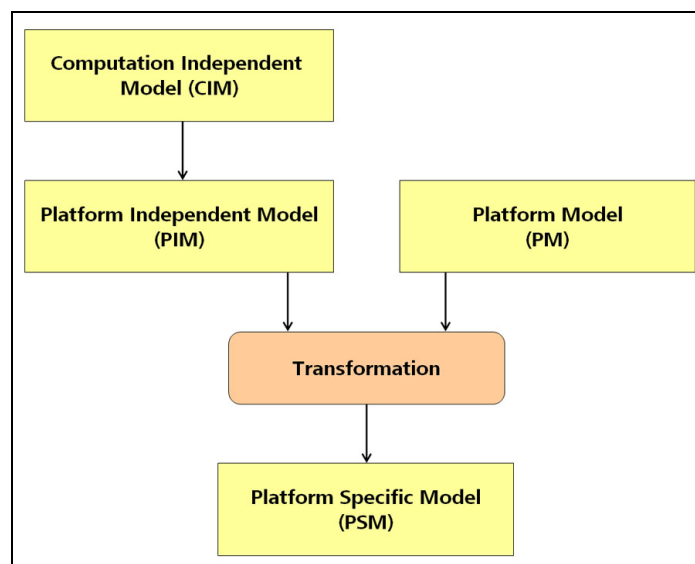 Computation Independent
Model (CIM)
Platform Independent Model
(PIM)
Platform Model
(PM)
Transformation
Platform Specific Model
(PSM)